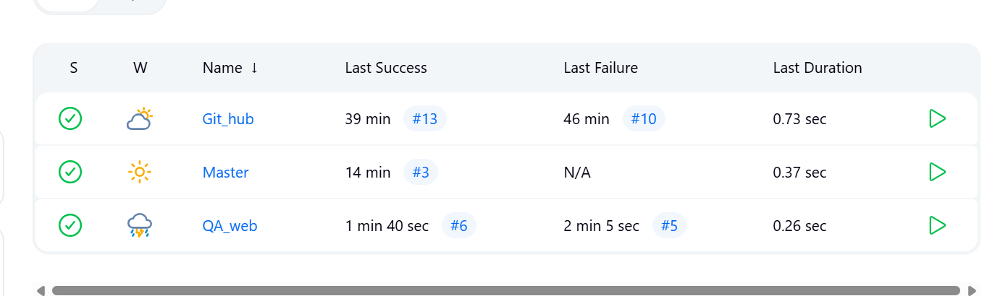 S W Name ↓ Last Success Last Failure Last Duration
Git_hub 39 min #13 46 min #10 0.73 sec
Master 14 min #3 N/A 0.37 sec
QA_web 1 min 40 sec #6 2 min 5 sec #5 0.26 sec